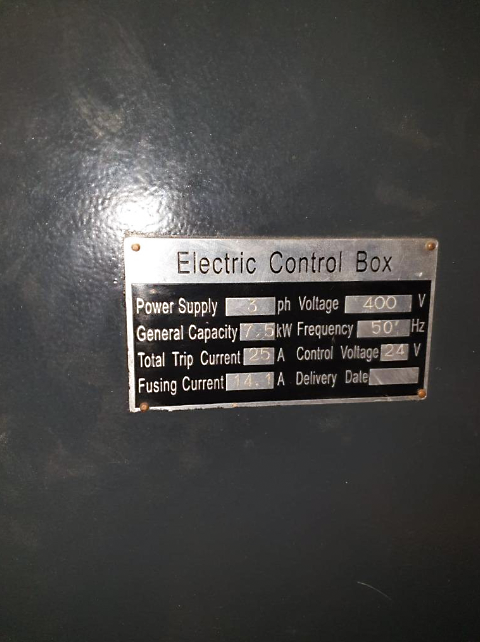 Electric Control Box
Power Supply 3 ph Voltage 400 V
General Capacity 7.5 kW Frequency 50 Hz
Total Trip Current 25 A Control Voltage 24 V
Fusing Current 14.1 A Delivery Date